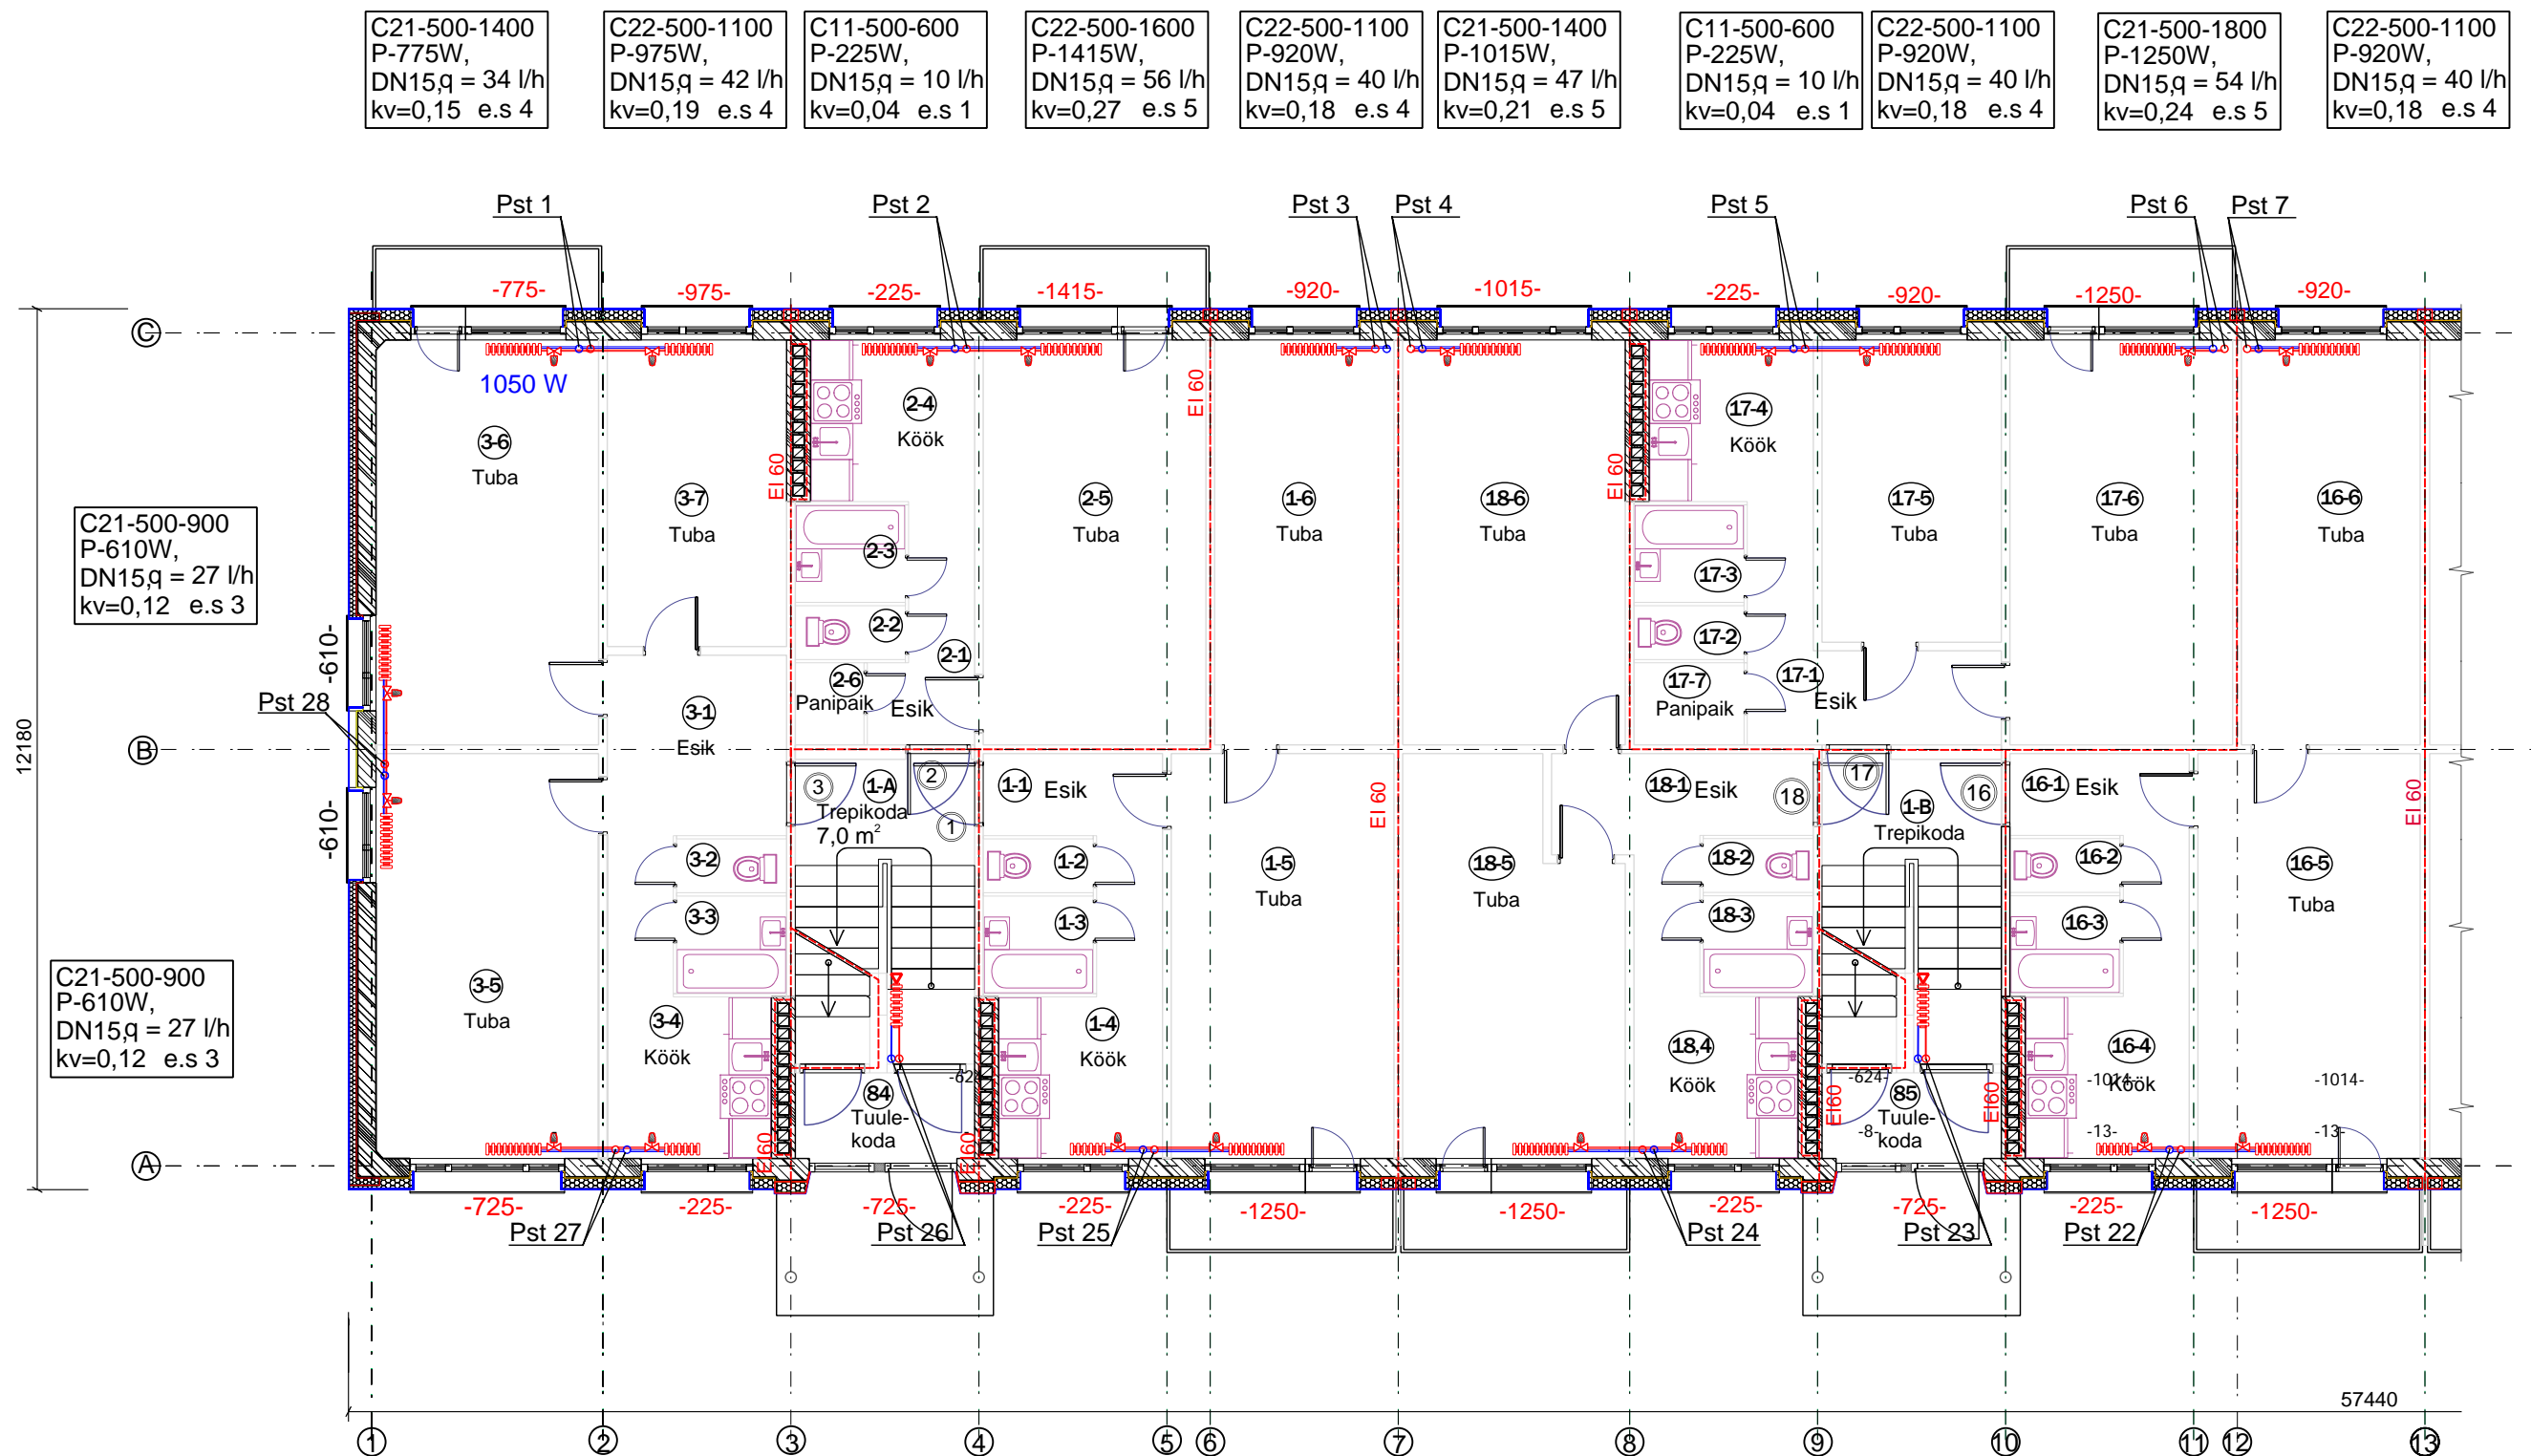 C21-500-1400
P-775W,
DN15,q = 34 l/h
kv=0,15 e.s 4
C22-500-1100
P-975W,
DN15,q = 42 l/h
kv=0,19 e.s 4
C11-500-600
P-225W,
DN15,q = 10 l/h
kv=0,04 e.s 1
C22-500-1600
P-1415W,
DN15,q = 56 l/h
kv=0,27 e.s 5
C22-500-1100
P-920W,
DN15,q = 40 l/h
kv=0,18 e.s 4
C21-500-1400
P-1015W,
DN15,q = 47 l/h
kv=0,21 e.s 5
C11-500-600
P-225W,
DN15,q = 10 l/h
kv=0,04 e.s 1
C22-500-1100
P-920W,
DN15,q = 40 l/h
kv=0,18 e.s 4
C21-500-1800
P-1250W,
DN15,q = 54 l/h
kv=0,24 e.s 5
C22-500-1100
P-920W,
DN15,q = 40 l/h
kv=0,18 e.s 4
Pst 1
Pst 2
Pst 3
Pst 4
Pst 5
Pst 6
Pst 7
-775-
-975-
-225-
-1415-
-920-
-1015-
-225-
-920-
-1250-
-920-
C
1050 W
3-6
Tuba
3-7
Tuba
EI 60
2-4
Köök
2-5
Tuba
EI 60
1-6
Tuba
18-6
Tuba
EI 60
17-4
Köök
17-5
Tuba
17-6
Tuba
16-6
Tuba
C21-500-900
P-610W,
DN15,q = 27 l/h
kv=0,12 e.s 3
2-3
2-2
2-1
2-6
Panipaik
Esik
17-3
17-2
17-7
Panipaik
17-1
Esik
-610-
Pst 28
3-1
Esik
B
12180
-610-
3
1-A
2
Trepikoda
7,0 m²
1
1-1
Esik
EI 60
18-1
Esik
18
17
1-B
Trepikoda
16
16-1
Esik
EI 60
3-2
3-3
1-2
1-3
1-5
Tuba
18-5
Tuba
18-2
18-3
16-2
16-3
16-5
Tuba
C21-500-900
P-610W,
DN15,q = 27 l/h
kv=0,12 e.s 3
3-5
Tuba
3-4
Köök
1-4
Köök
18,4
Köök
16-4
Köök
84
Tuule-
koda
-62
85
Tuule-
koda
-624-
-8-
-1014-
-13-
-1014-
-13-
EI 60
EI60
EI60
EI60
A
-725-
-225-
-725-
-225-
-1250-
-1250-
-225-
-725-
-225-
-1250-
Pst 27
Pst 26
Pst 25
Pst 24
Pst 23
Pst 22
57440
1
2
3
4
5
6
7
8
9
10
11
12
13